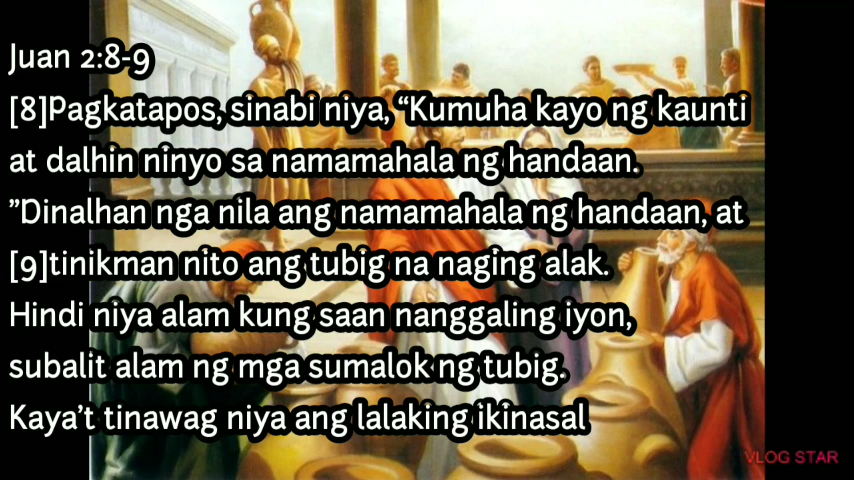 Juan 2:8-9
[8]Pagkatapos, sinabi niya, “Kumuha kayo ng kaunti
at dalhin ninyo sa namamahala ng handaan.
”Dinalhan nga nila ang namamahala ng handaan, at
[9]tinikman nito ang tubig na naging alak.
Hindi niya alam kung saan nanggaling iyon,
subalit alam ng mga sumalok ng tubig.
Kaya’t tinawag niya ang lalaking ikinasal
VLOG STAR